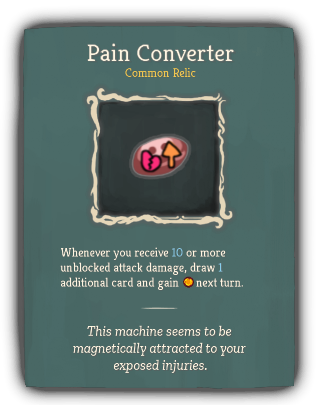 Pain Converter
Common Relic
Whenever you receive 10 or more
unblocked attack damage, draw 1
additional card and gain next turn.
This machine seems to be
magnetically attracted to your
exposed injuries.